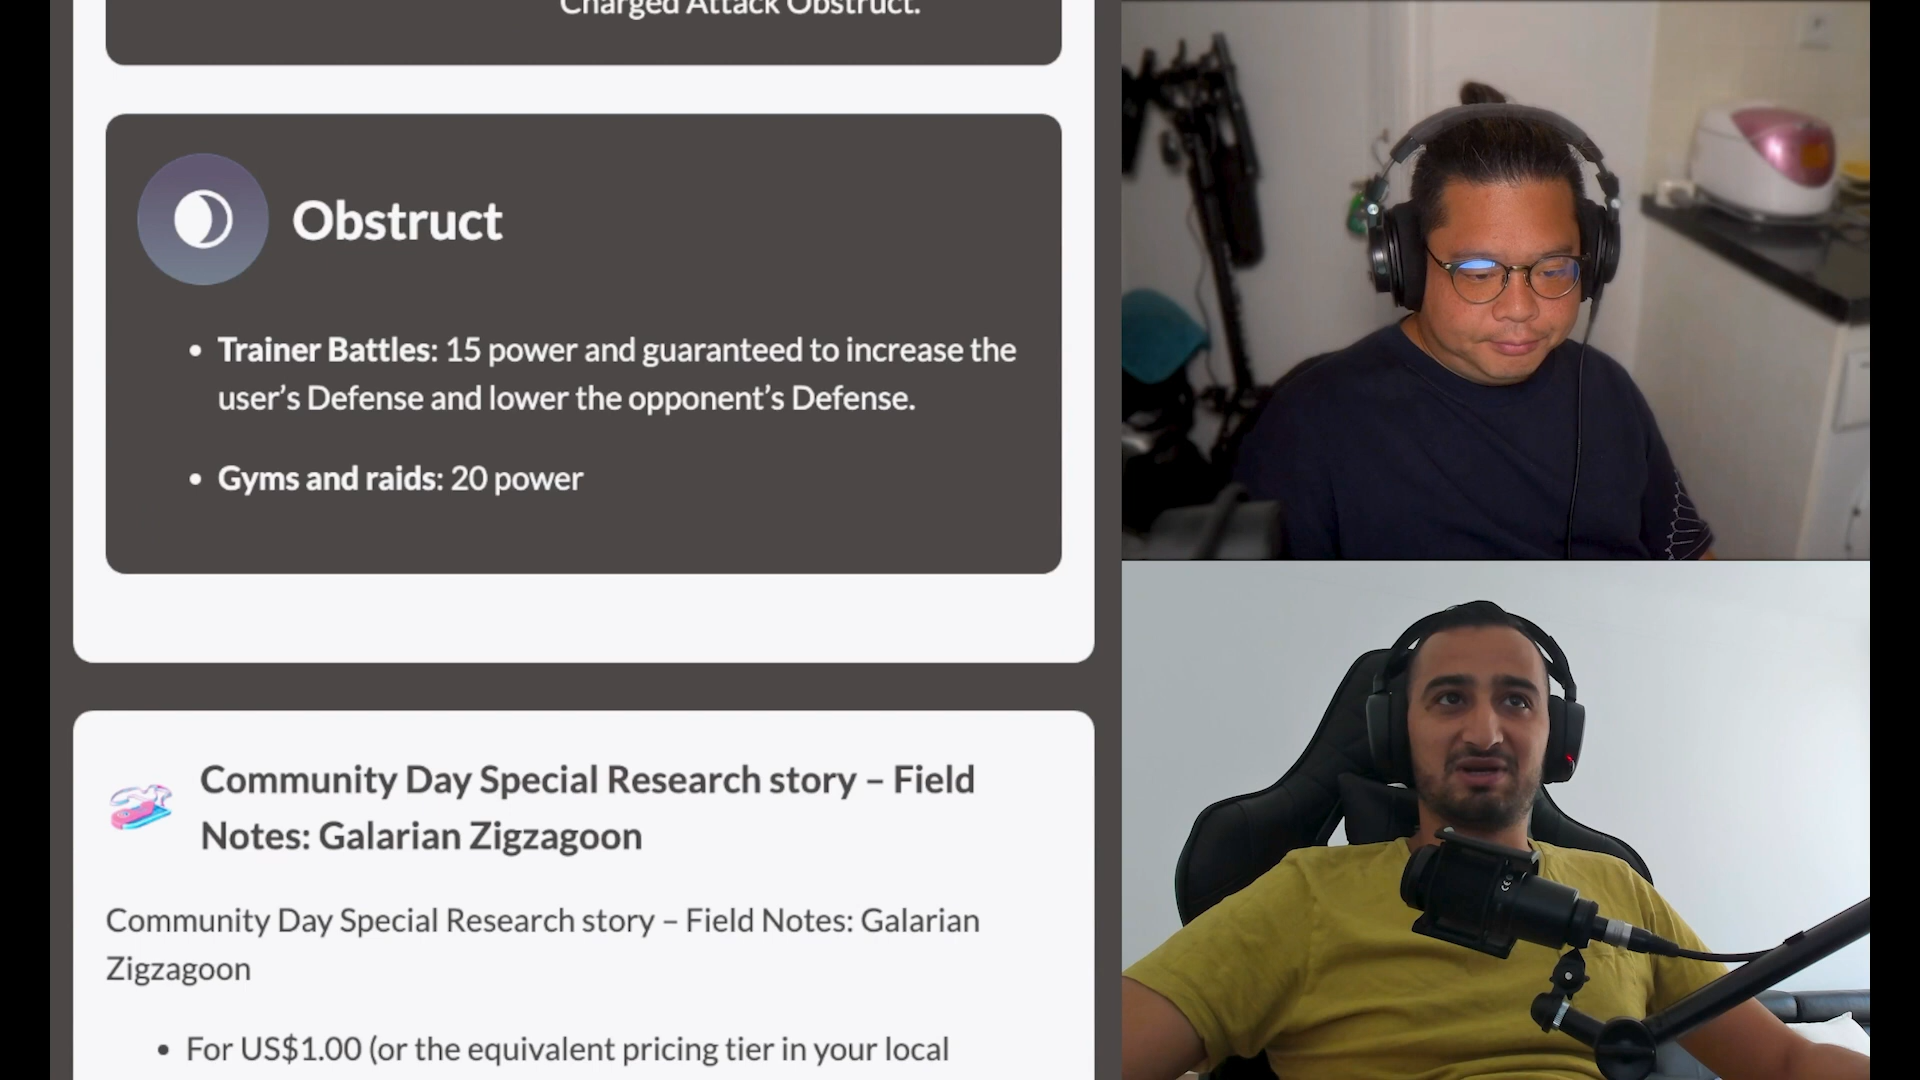 Charged Attack Obstruct.
Obstruct
• Trainer Battles: 15 power and guaranteed to increase the
user’s Defense and lower the opponent’s Defense.
• Gyms and raids: 20 power
Community Day Special Research story – Field
Notes: Galarian Zigzagoon
Community Day Special Research story – Field Notes: Galarian
Zigzagoon
• For US$1.00 (or the equivalent pricing tier in your local